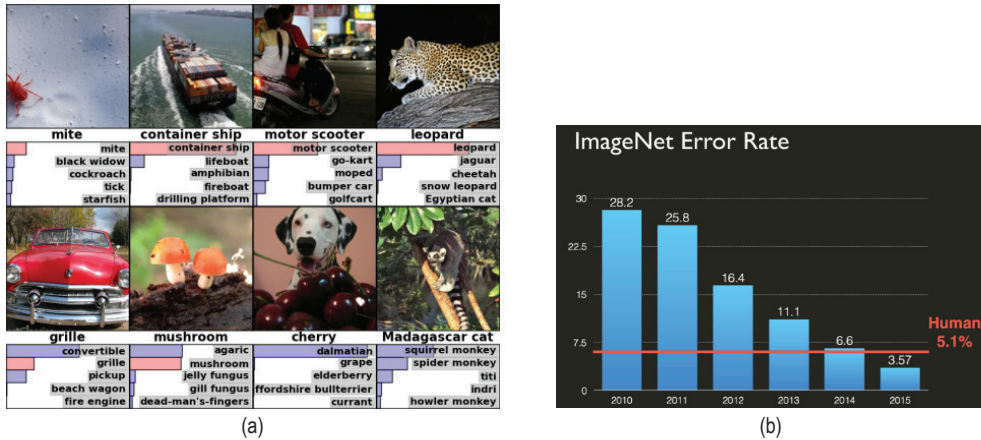 mite
container ship
motor scooter
leopard
mite
black widow
cockroach
tick
starfish
container ship
lifeboat
amphibian
fireboat
drilling platform
motor scooter
go-kart
moped
bumper car
golfcart
leopard
jaguar
cheetah
snow leopard
Egyptian cat
grille
mushroom
cherry
Madagascar cat
convertible
grille
pickup
beach wagon
fire engine
agaric
mushroom
jelly fungus
gill fungus
dead-man's-fingers
dalmatian
grape
elderberry
ffordshire bullterrier
currant
squirrel monkey
spider monkey
titi
indri
howler monkey
(a)
ImageNet Error Rate
30
22.5
15
7.5
0
28.2
25.8
16.4
11.1
6.6
3.57
Human
5.1%
2010
2011
2012
2013
2014
2015
(b)